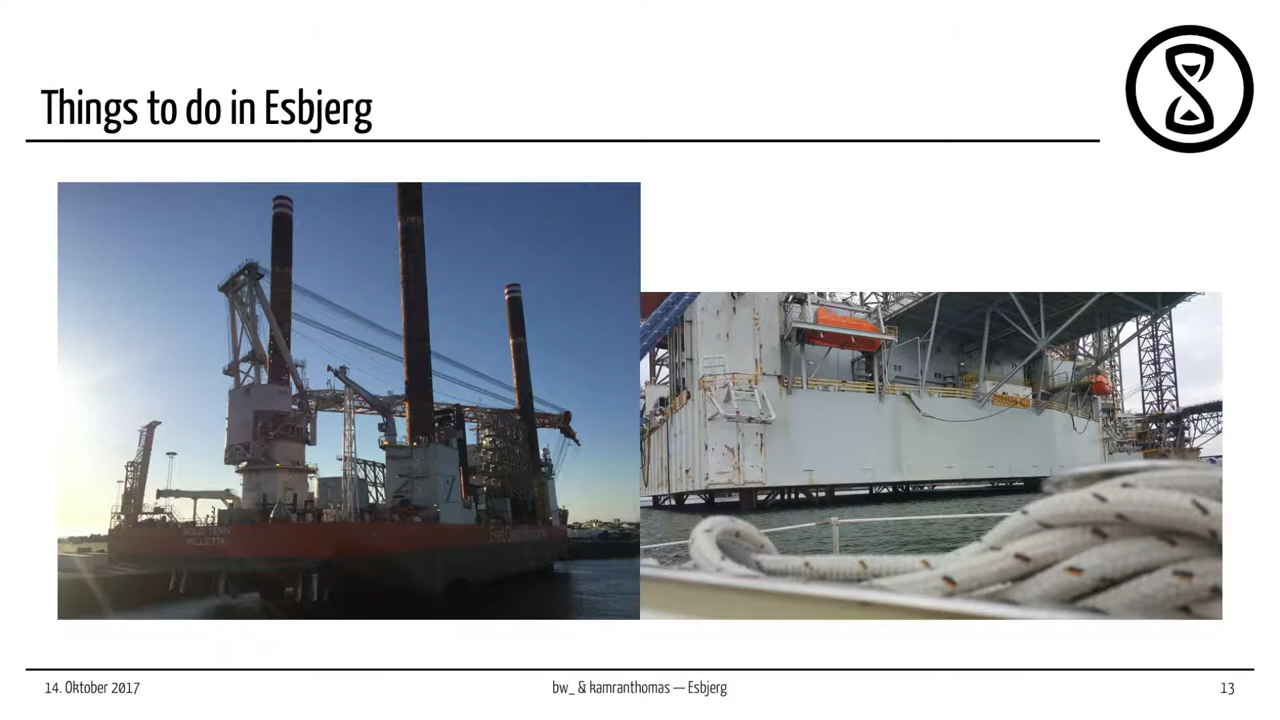 Things to do in Esbjerg
14. Oktober 2017
bw_ & kamranthomas — Esbjerg
13